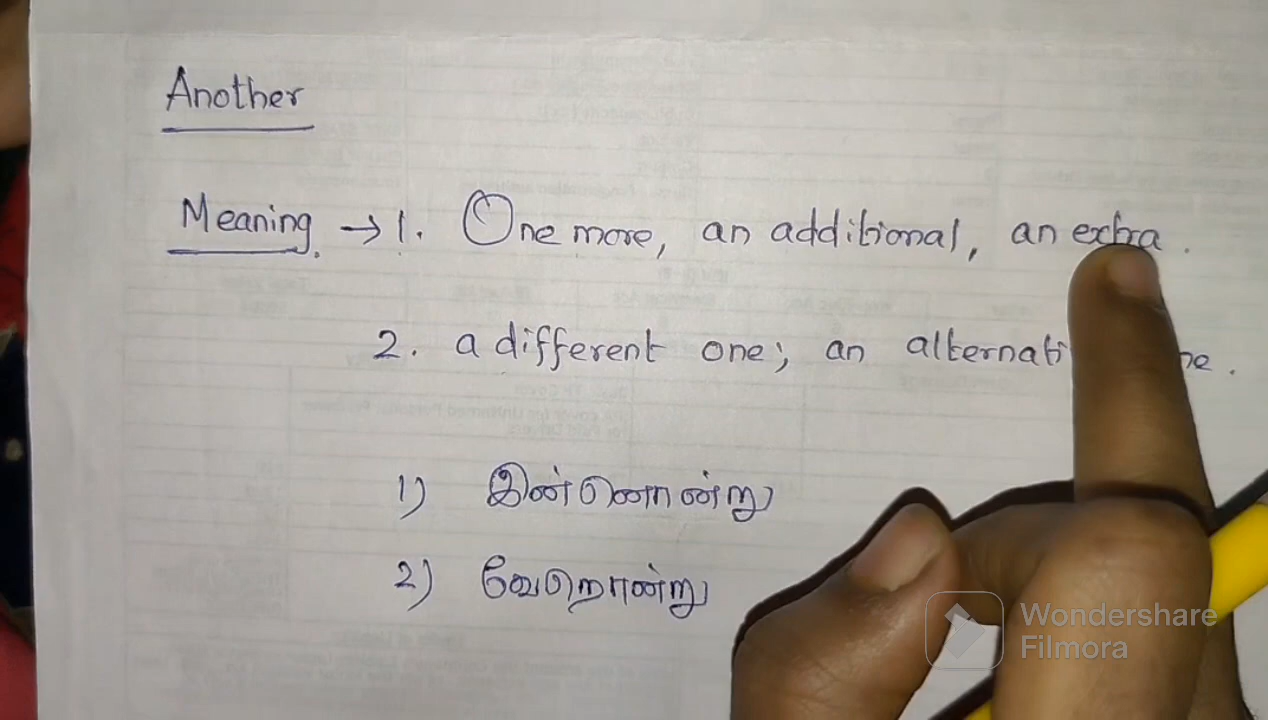 Another
Meaning → 1. One more, an additional, an extra.
2. a different one; an
1) இன்னொன்று
2) வேறொன்று
Wondershare
Filmora